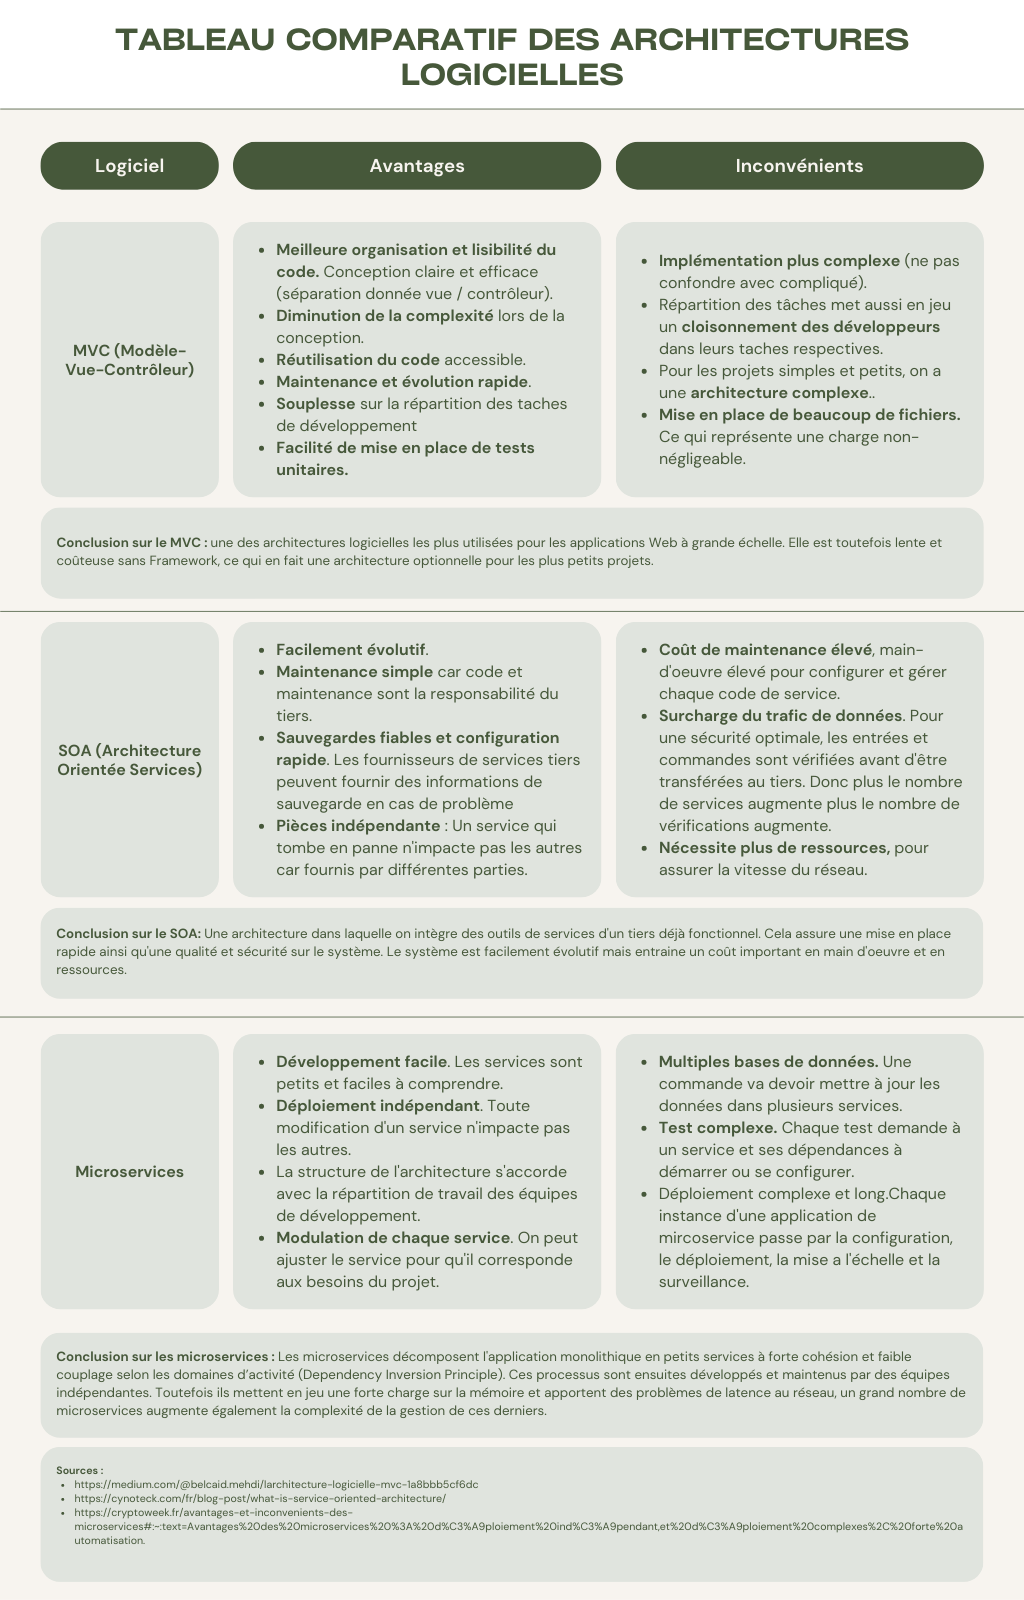 TABLEAU COMPARATIF DES ARCHITECTURES
LOGICIELLES
Logiciel
Avantages
Inconvénients
MVC (Modèle-
Vue-Contrôleur)
• Meilleure organisation et lisibilité du
code. Conception claire et efficace
(séparation donnée vue / contrôleur).
• Diminution de la complexité lors de la
conception.
• Réutilisation du code accessible.
• Maintenance et évolution rapide.
• Souplesse sur la répartition des taches
de développement
• Facilité de mise en place de tests
unitaires.
• Implémentation plus complexe (ne pas
confondre avec compliqué).
• Répartition des tâches met aussi en jeu
un cloisonnement des développeurs
dans leurs taches respectives.
• Pour les projets simples et petits, on a
une architecture complexe..
• Mise en place de beaucoup de fichiers.
Ce qui représente une charge non-
négligeable.
Conclusion sur le MVC : une des architectures logicielles les plus utilisées pour les applications Web à grande échelle. Elle est toutefois lente et
coûteuse sans Framework, ce qui en fait une architecture optionnelle pour les plus petits projets.
SOA (Architecture
Orientée Services)
• Facilement évolutif.
• Maintenance simple car code et
maintenance sont la responsabilité du
tiers.
• Sauvegardes fiables et configuration
rapide. Les fournisseurs de services tiers
peuvent fournir des informations de
sauvegarde en cas de problème
• Pièces indépendante : Un service qui
tombe en panne n'impacte pas les autres
car fournis par différentes parties.
• Coût de maintenance élevé, main-
d'oeuvre élevé pour configurer et gérer
chaque code de service.
• Surcharge du trafic de données. Pour
une sécurité optimale, les entrées et
commandes sont vérifiées avant d'être
transférées au tiers. Donc plus le nombre
de services augmente plus le nombre de
vérifications augmente.
• Nécessite plus de ressources, pour
assurer la vitesse du réseau.
Conclusion sur le SOA: Une architecture dans laquelle on intègre des outils de services d'un tiers déjà fonctionnel. Cela assure une mise en place
rapide ainsi qu'une qualité et sécurité sur le système. Le système est facilement évolutif mais entraine un coût important en main d'oeuvre et en
ressources.
Microservices
• Développement facile. Les services sont
petits et faciles à comprendre.
• Déploiement indépendant. Toute
modification d'un service n'impacte pas
les autres.
• La structure de l'architecture s'accorde
avec la répartition de travail des équipes
de développement.
• Modulation de chaque service. On peut
ajuster le service pour qu'il corresponde
aux besoins du projet.
• Multiples bases de données. Une
commande va devoir mettre à jour les
données dans plusieurs services.
• Test complexe. Chaque test demande à
un service et ses dépendances à
démarrer ou se configurer.
• Déploiement complexe et long.Chaque
instance d'une application de
mircoservice passe par la configuration,
le déploiement, la mise a l'échelle et la
surveillance.
Conclusion sur les microservices : Les microservices décomposent l'application monolithique en petits services à forte cohésion et faible
couplage selon les domaines d’activité (Dependency Inversion Principle). Ces processus sont ensuites développés et maintenus par des équipes
indépendantes. Toutefois ils mettent en jeu une forte charge sur la mémoire et apportent des problèmes de latence au réseau, un grand nombre de
microservices augmente également la complexité de la gestion de ces derniers.
Sources :
• https://medium.com/@belcaid.mehdi/larchitecture-logicielle-mvc-1a8bbb5cf6dc
• https://cynoteck.com/fr/blog-post/what-is-service-oriented-architecture/
• https://cryptoweek.fr/avantages-et-inconvenients-des-
microservices#:~:text=Avantages%20des%20microservices%20%3A%20d%C3%A9ploiement%20ind%C3%A9pendant,et%20d%C3%A9ploiement%20complexes%2C%20forte%20a
utomatisation.